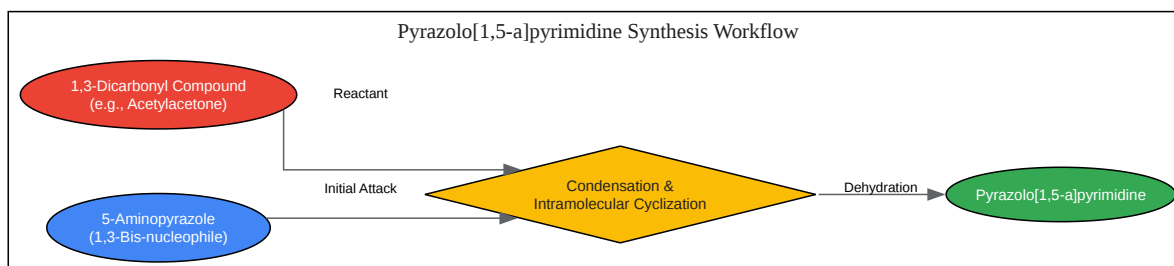 Pyrazolo[1,5-a]pyrimidine Synthesis Workflow
1,3-Dicarbonyl Compound
(e.g., Acetylacetone)
Reactant
Initial Attack
5-Aminopyrazole
(1,3-Bis-nucleophile)
Condensation &
Intramolecular Cyclization
Dehydration
Pyrazolo[1,5-a]pyrimidine